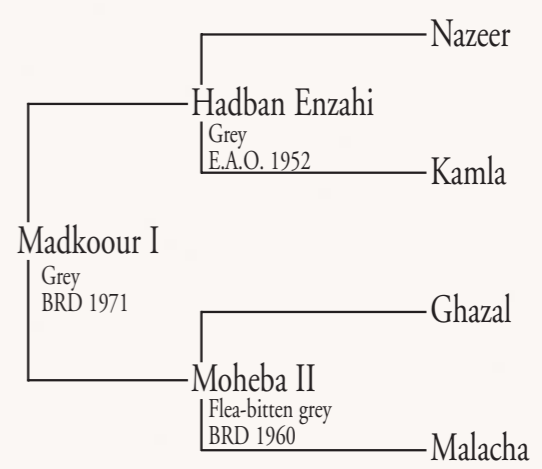 Nazeer
Hadban Enzahi
Grey
E.A.O. 1952
Kamla
Madkoour I
Grey
BRD 1971
Ghazal
Moheba II
Flea-bitten grey
BRD 1960
Malacha